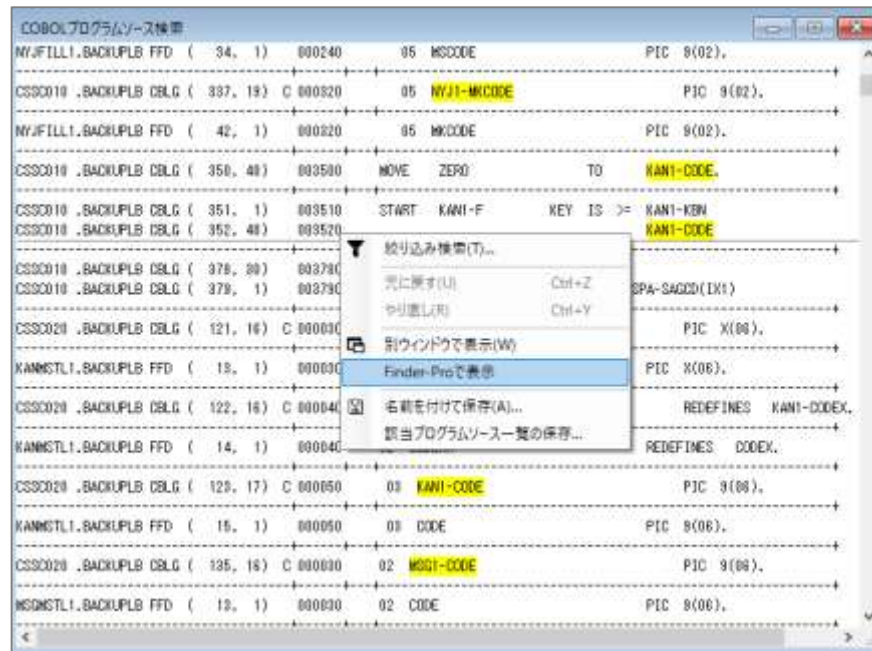 COBOLプログラムソース検索
NYJFILL1.BACKUPLB FFD ( 34, 1) 000240 05 MSCODE PIC 9(02).
CSSC010 .BACKUPLB CBLG ( 337, 19) C 000320 05 NYJ1-MKCODE PIC 9(02).
NYJFILL1.BACKUPLB FFD ( 42, 1) 000320 05 MKCODE PIC 9(02).
CSSC010 .BACKUPLB CBLG ( 350, 48) 003500 MOVE ZERO TO KAN1-CODE.
CSSC010 .BACKUPLB CBLG ( 351, 1) 003510 START KAN1-F KEY IS >= KAN1-KBN
CSSC010 .BACKUPLB CBLG ( 352, 48) 003520 KAN1-CODE
絞り込み検索(T)...
CSSC010 .BACKUPLB CBLG ( 378, 30)
元に戻す(U) Ctrl+Z
CSSC010 .BACKUPLB CBLG ( 379, 1) SPA-SAGCD(IX1)
やり直し(R) Ctrl+Y
CSSC020 .BACKUPLB CBLG ( 121, 16) C PIC X(06).
別ウィンドウで表示(W)
KANMSTL1.BACKUPLB FFD ( 13, 1) PIC X(06).
Finder-Proで表示
CSSC020 .BACKUPLB CBLG ( 122, 16) C REDEFINES KAN1-CODEX.
名前を付けて保存(A)...
該当プログラムソース一覧の保存...
KANMSTL1.BACKUPLB FFD ( 14, 1) REDEFINES CODEX.
CSSC020 .BACKUPLB CBLG ( 123, 17) C 000050 03 KAN1-CODE PIC 9(06).
KANMSTL1.BACKUPLB FFD ( 15, 1) 000050 03 CODE PIC 9(06).
CSSC020 .BACKUPLB CBLG ( 135, 16) C 000030 02 MSG1-CODE PIC 9(06).
MSGMSTL1.BACKUPLB FFD ( 13, 1) 000030 02 CODE PIC 9(06).